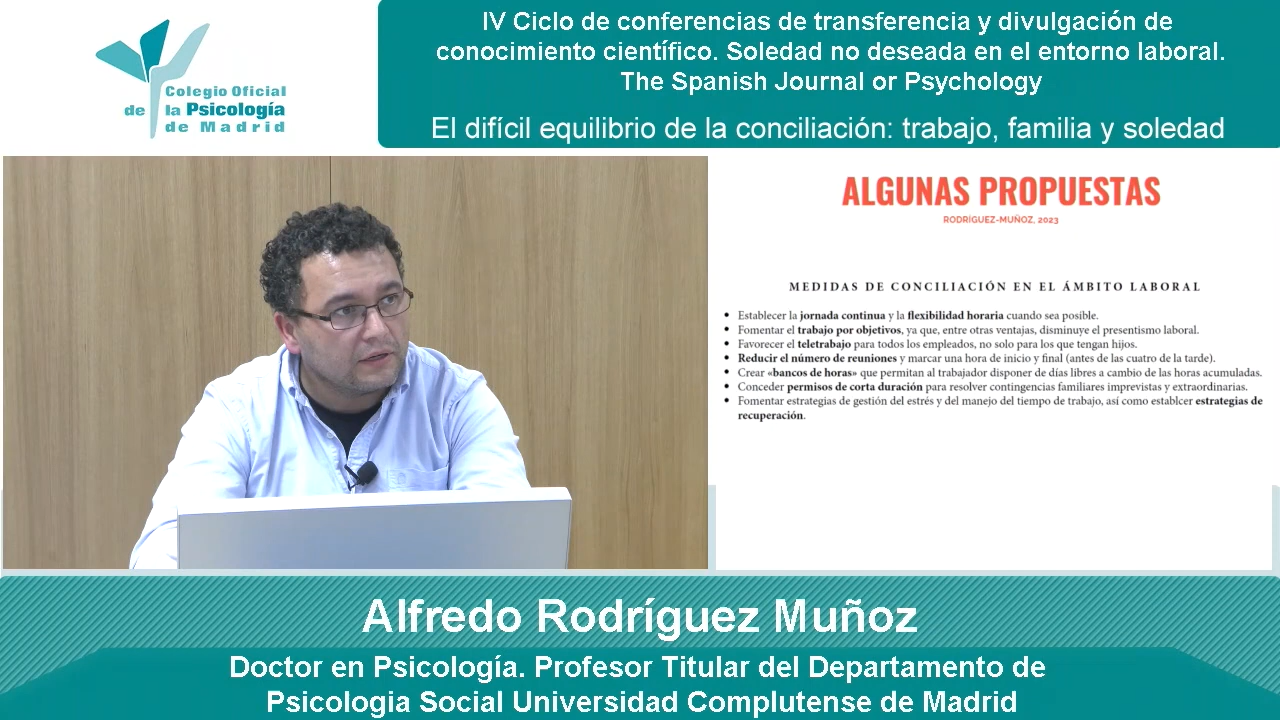 Colegio Oficial
de la Psicología
de Madrid
IV Ciclo de conferencias de transferencia y divulgación de
conocimiento científico. Soledad no deseada en el entorno laboral.
The Spanish Journal or Psychology
El difícil equilibrio de la conciliación: trabajo, familia y soledad
ALGUNAS PROPUESTAS
RODRÍGUEZ-MUÑOZ, 2023
MEDIDAS DE CONCILIACIÓN EN EL ÁMBITO LABORAL
• Establecer la jornada continua y la flexibilidad horaria cuando sea posible.
• Fomentar el trabajo por objetivos, ya que, entre otras ventajas, disminuye el presentismo laboral.
• Favorecer el teletrabajo para todos los empleados, no solo para los que tengan hijos.
• Reducir el número de reuniones y marcar una hora de inicio y final (antes de las cuatro de la tarde).
• Crear «bancos de horas» que permitan al trabajador disponer de días libres a cambio de las horas acumuladas.
• Conceder permisos de corta duración para resolver contingencias familiares imprevistas y extraordinarias.
• Fomentar estrategias de gestión del estrés y del manejo del tiempo de trabajo, así como establcer estrategias de
recuperación.
Alfredo Rodríguez Muñoz
Doctor en Psicología. Profesor Titular del Departamento de
Psicologia Social Universidad Complutense de Madrid